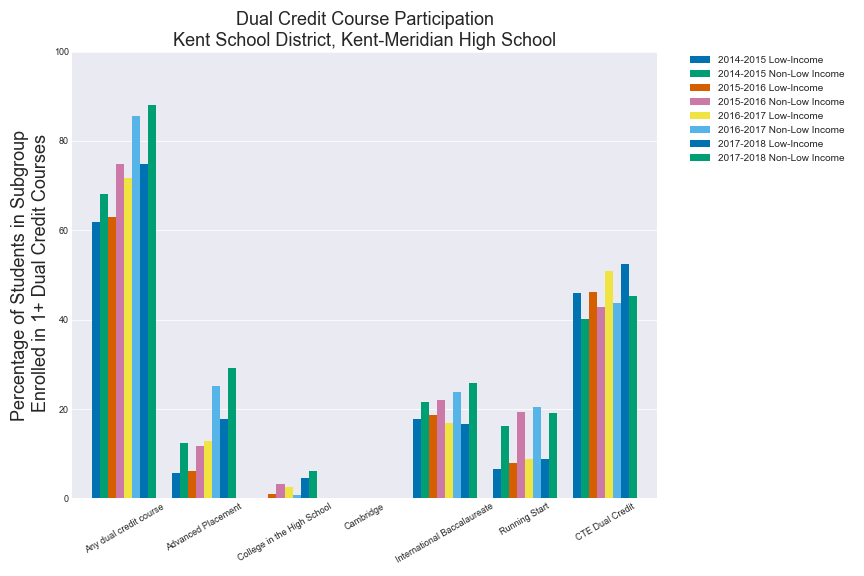 Dual Credit Course Participation
Kent School District, Kent-Meridian High School
Percentage of Students in Subgroup
Enrolled in 1+ Dual Credit Courses
100
80
60
40
20
0
Any dual credit course
Advanced Placement
College in the High School
Cambridge
International Baccalaureate
Running Start
CTE Dual Credit
2014-2015 Low-Income
2014-2015 Non-Low Income
2015-2016 Low-Income
2015-2016 Non-Low Income
2016-2017 Low-Income
2016-2017 Non-Low Income
2017-2018 Low-Income
2017-2018 Non-Low Income